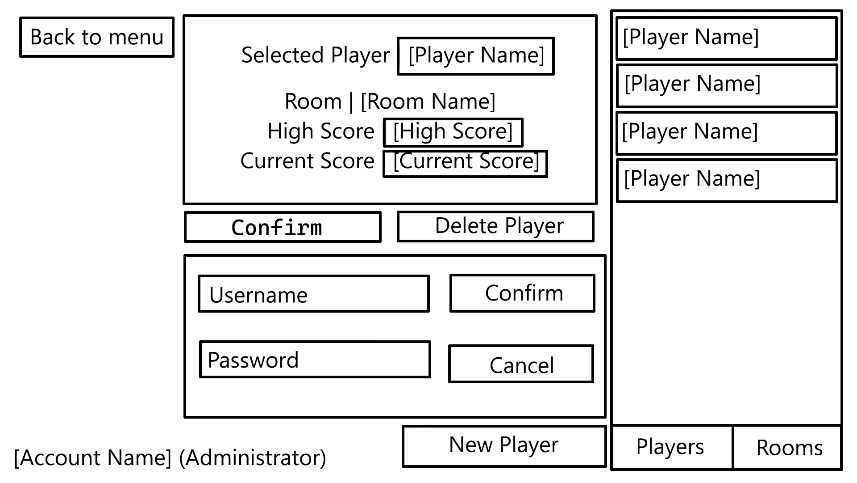 Back to menu
Selected Player [Player Name]
Room | [Room Name]
High Score [High Score]
Current Score [Current Score]
Confirm
Delete Player
Username
Confirm
Password
Cancel
New Player
[Account Name] (Administrator)
[Player Name]
[Player Name]
[Player Name]
[Player Name]
Players
Rooms